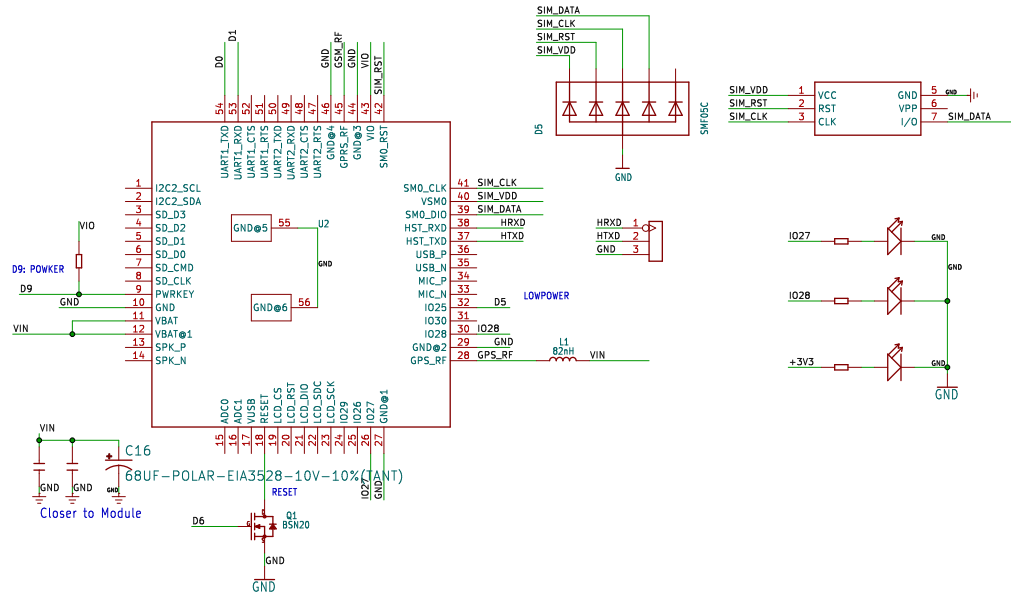 SIM_DATA
SIM_CLK
SIM_RST
SIM_VDD
D5
SMF05C
GND
SIM_VDD
SIM_RST
SIM_CLK
1 VCC
2 RST
3 CLK
GND 5
VPP 6
I/O 7
GND
SIM_DATA
D0
D1
GND
GSM_RF
GND
VIO
SIM_RST
54 UART1_TXD
53 UART1_RXD
52 UART1_CTS
51 UART1_RTS
50 UART2_TXD
49 UART2_RXD
48 UART2_CTS
47 UART2_RTS
46 GND@4
45 GPRS_RF
44 GND@3
43 VIO
42 SM0_RST
1 I2C2_SCL
2 I2C2_SDA
3 SD_D3
4 SD_D2
5 SD_D1
6 SD_D0
7 SD_CMD
8 SD_CLK
9 PWRKEY
10 GND
11 VBAT
12 VBAT@1
13 SPK_P
14 SPK_N
VIO
D9: POWKER
D9
GND
VIN
GND@5 55
U2
GND
GND@6 56
SM0_CLK 41 SIM_CLK
VSM0 40 SIM_VDD
SM0_DIO 39 SIM_DATA
HST_RXD 38 HRXD
HST_TXD 37 HTXD
USB_P 36
USB_N 35
MIC_P 34
MIC_N 33
IO25 32 D5
IO30 31
IO28 30 IO28
GND@2 29 GND
GPS_RF 28 GPS_RF
LOWPOWER
L1
82nH
VIN
HRXD 1
HTXD 2
GND 3
IO27
GND
GND
IO28
+3V3
GND
GND
15 ADC0
16 ADC1
17 VUSB
18 RESET
19 LCD_CS
20 LCD_RST
21 LCD_DIO
22 LCD_SDC
23 LCD_SCK
24 IO29
25 IO26
26 IO27
27 GND@1
IO27
GND
VIN
C16
68UF-POLAR-EIA3528-10V-10%(TANT)
GND
GND
GND
Closer to Module
RESET
D6
G
Q1
BSN20
GND
GND